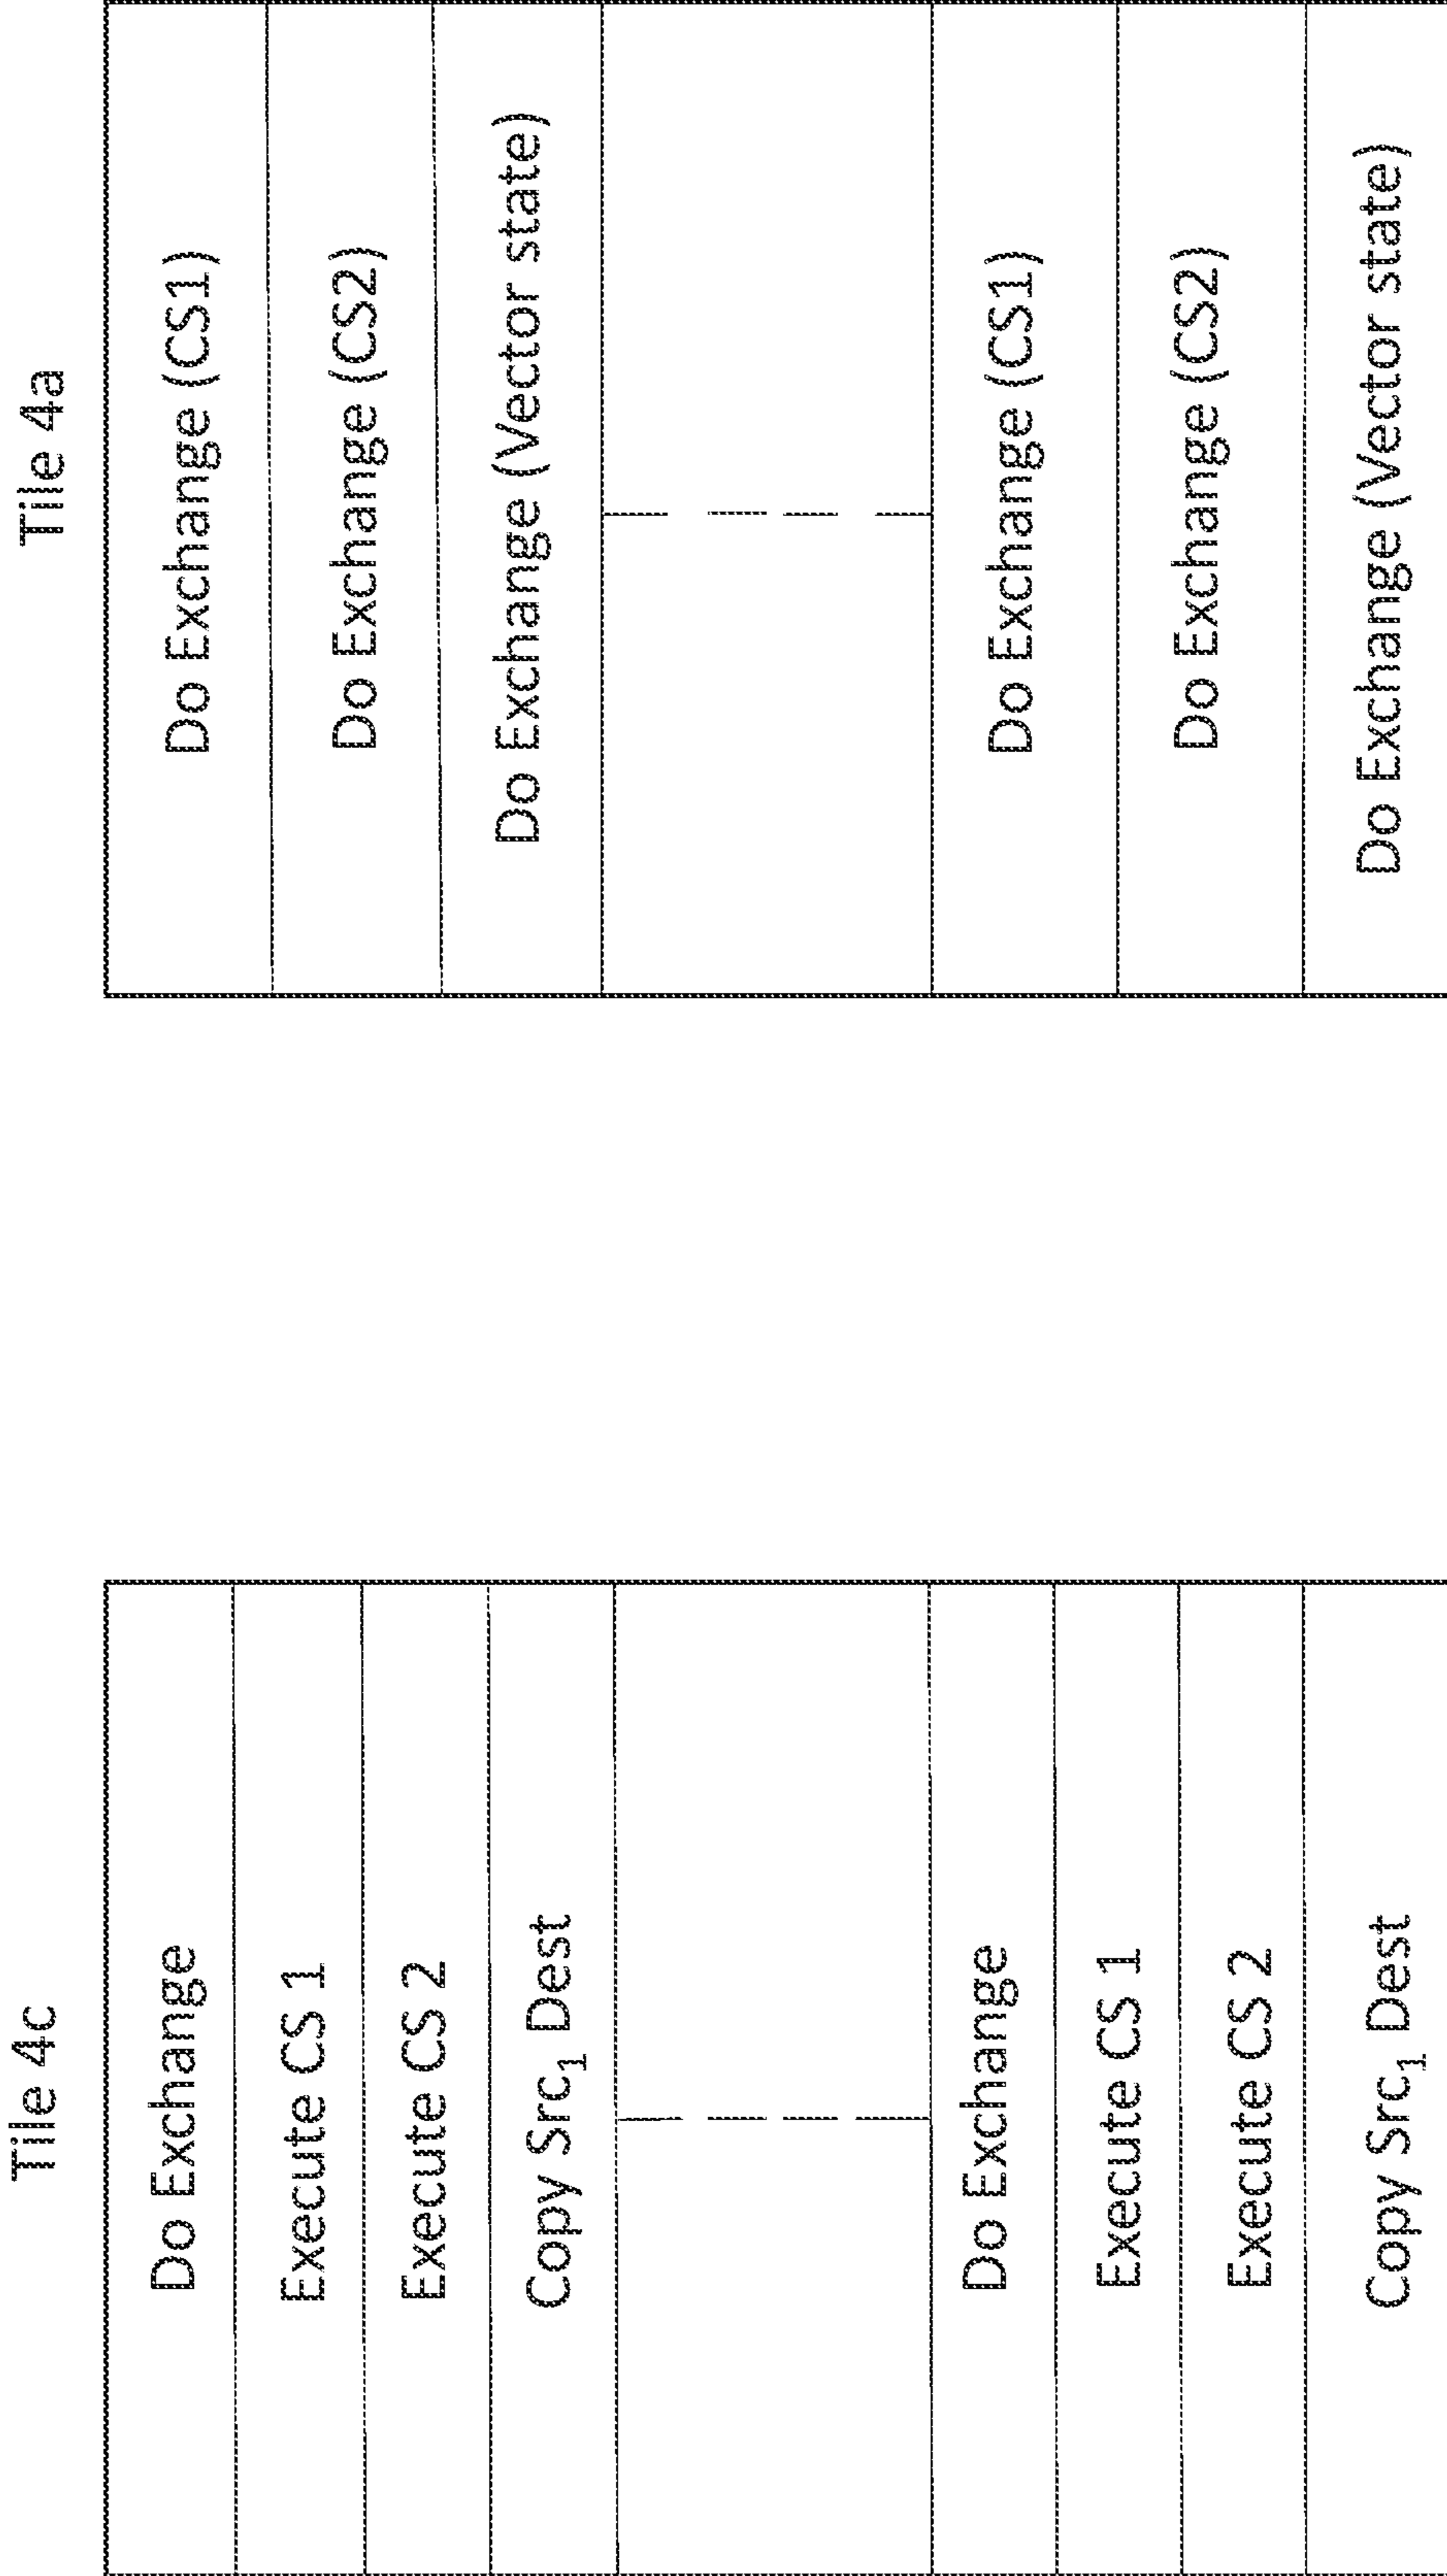 Tile 4c
Do Exchange
Execute CS 1
Execute CS 2
Copy Src₁ Dest
Do Exchange
Execute CS 1
Execute CS 2
Copy Src₁ Dest
Tile 4a
Do Exchange (CS1)
Do Exchange (CS2)
Do Exchange (Vector state)
Do Exchange (CS1)
Do Exchange (CS2)
Do Exchange (Vector state)